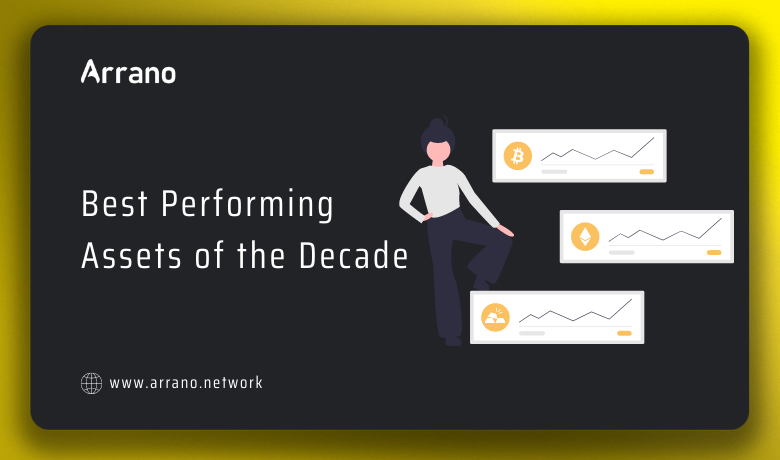 Arrano
Best Performing
Assets of the Decade
www.arrano.network